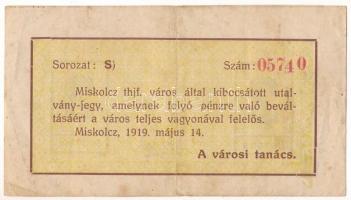 Sorozat: S) Szám: 05740
Miskolcz thjf. város által kibocsátott utal-
vány-jegy, amelynek folyó pénzre való bevál-
tásáért a város teljes vagyonával felelős.
Miskolcz, 1919. május 14.
A városi tanács.